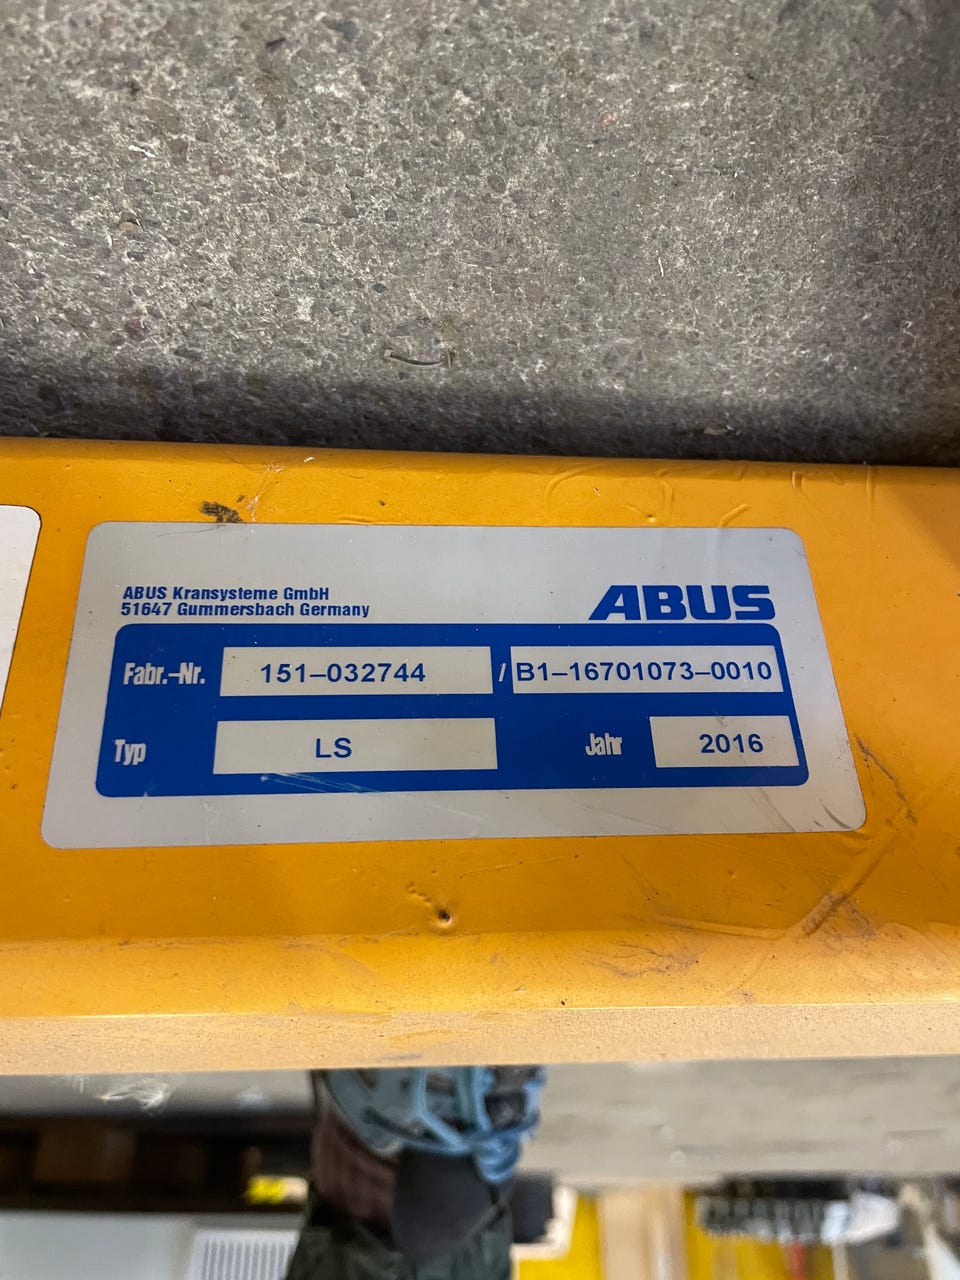 ABUS Kransysteme GmbH
51647 Gummersbach Germany
ABUS
Fabr.–Nr. 151–032744 / B1–16701073–0010
Typ LS Jahr 2016